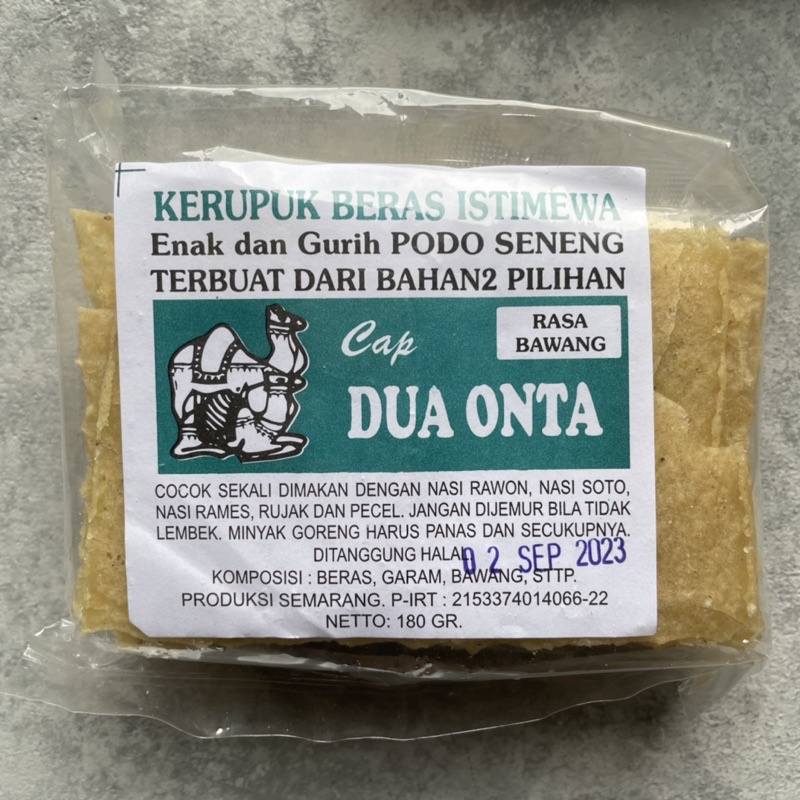 KERUPUK BERAS ISTIMEWA
Enak dan Gurih PODO SENENG
TERBUAT DARI BAHAN2 PILIHAN
Cap
RASA
BAWANG
DUA ONTA
COCOK SEKALI DIMAKAN DENGAN NASI RAWON, NASI SOTO,
NASI RAMES, RUJAK DAN PECEL. JANGAN DIJEMUR BILA TIDAK
LEMBEK. MINYAK GORENG HARUS PANAS DAN SECUKUPNYA.
DITANGGUNG HALAL.
02 SEP 2023
KOMPOSISI : BERAS, GARAM, BAWANG, STTP.
PRODUKSI SEMARANG. P-IRT : 2153374014066-22
NETTO: 180 GR.